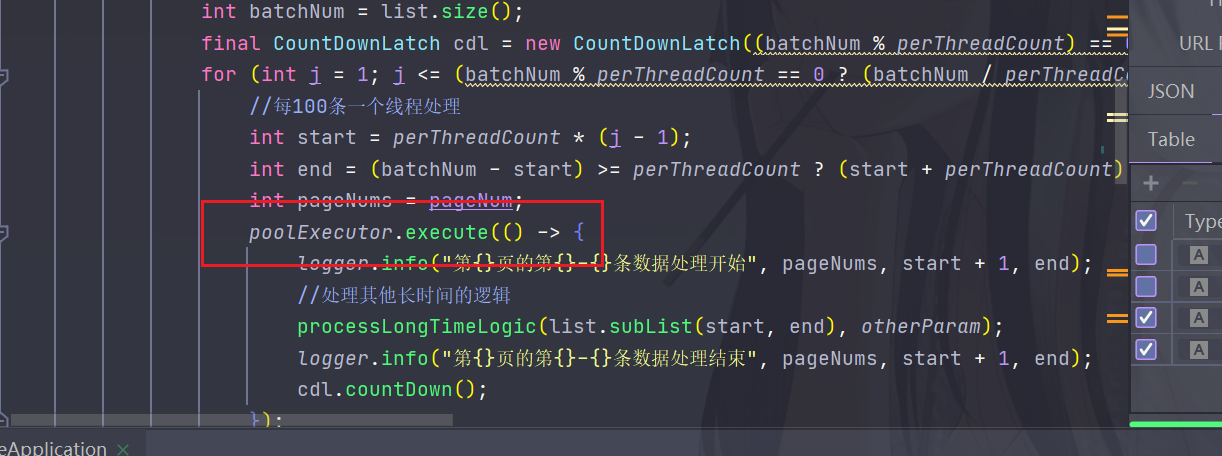 int batchNum = list.size();
final CountDownLatch cdl = new CountDownLatch((batchNum % perThreadCount) ==
for (int j = 1; j <= (batchNum % perThreadCount == 0 ? (batchNum / perThreadC
//每100条一个线程处理
int start = perThreadCount * (j - 1);
int end = (batchNum - start) >= perThreadCount ? (start + perThreadCount)
int pageNums = pageNum;
poolExecutor.execute(() -> {
logger.info("第{}页的第{}-{}条数据处理开始", pageNums, start + 1, end);
//处理其他长时间的逻辑
processLongTimeLogic(list.subList(start, end), otherParam);
logger.info("第{}页的第{}-{}条数据处理结束", pageNums, start + 1, end);
cdl.countDown();
});
eApplication
URL
JSON
Table
Type
A
A
A
A